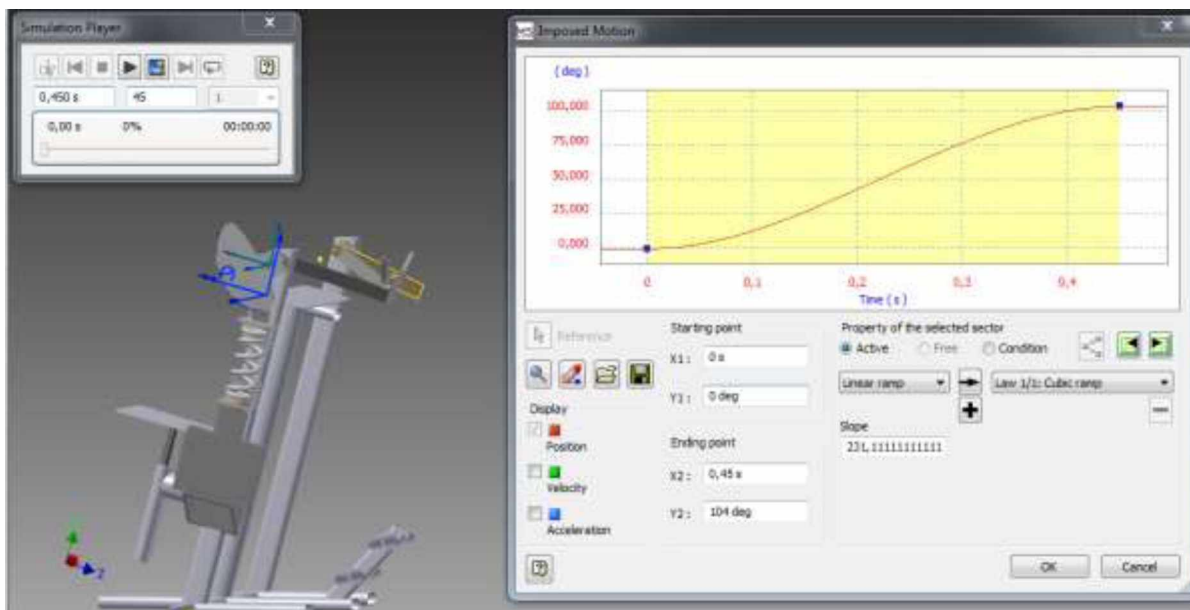 Simulation Player
0,450 s
45
1
0,00 s
0%
00:00:00
A
z
Imposed Motion
(deg)
100,000
75,000
50,000
25,000
0,000
0
0,1
0,2
0,3
0,4
Time (s)
Reference
Display
Position
Velocity
Acceleration
Starting point
X1: 0 s
Y1: 0 deg
Ending point
X2: 0,45 s
Y2: 104 deg
Property of the selected sector
Active
Free
Condition
Linear ramp
Law 1/1: Cubic ramp
Slope
231,11111111111
OK
Cancel